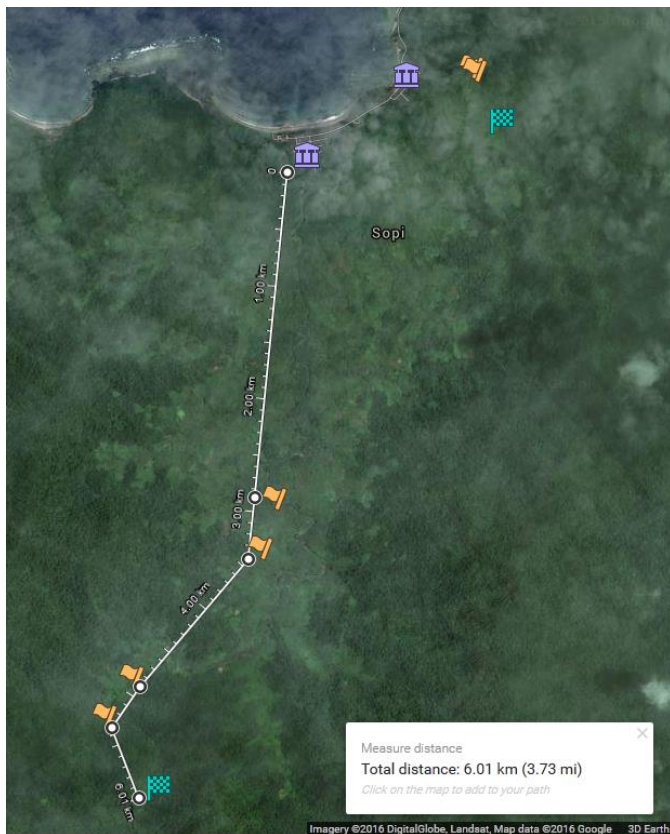 0
Sopi
1.00 km
2.00 km
3.00 km
4.00 km
6.01 km
Measure distance
Total distance: 6.01 km (3.73 mi)
Click on the map to add to your path
Imagery ©2016 DigitalGlobe, Landsat, Map data ©2016 Google 3D Earth